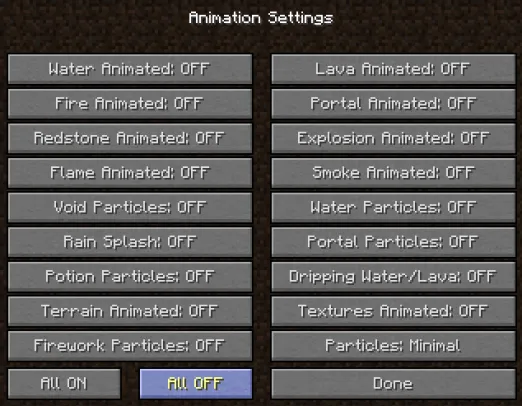 Animation Settings
Water Animated: OFF Lava Animated: OFF
Fire Animated: OFF Portal Animated: OFF
Redstone Animated: OFF Explosion Animated: OFF
Flame Animated: OFF Smoke Animated: OFF
Void Particles: OFF Water Particles: OFF
Rain Splash: OFF Portal Particles: OFF
Potion Particles: OFF Dripping Water/Lava: OFF
Terrain Animated: OFF Textures Animated: OFF
Firework Particles: OFF Particles: Minimal
All ON All OFF Done